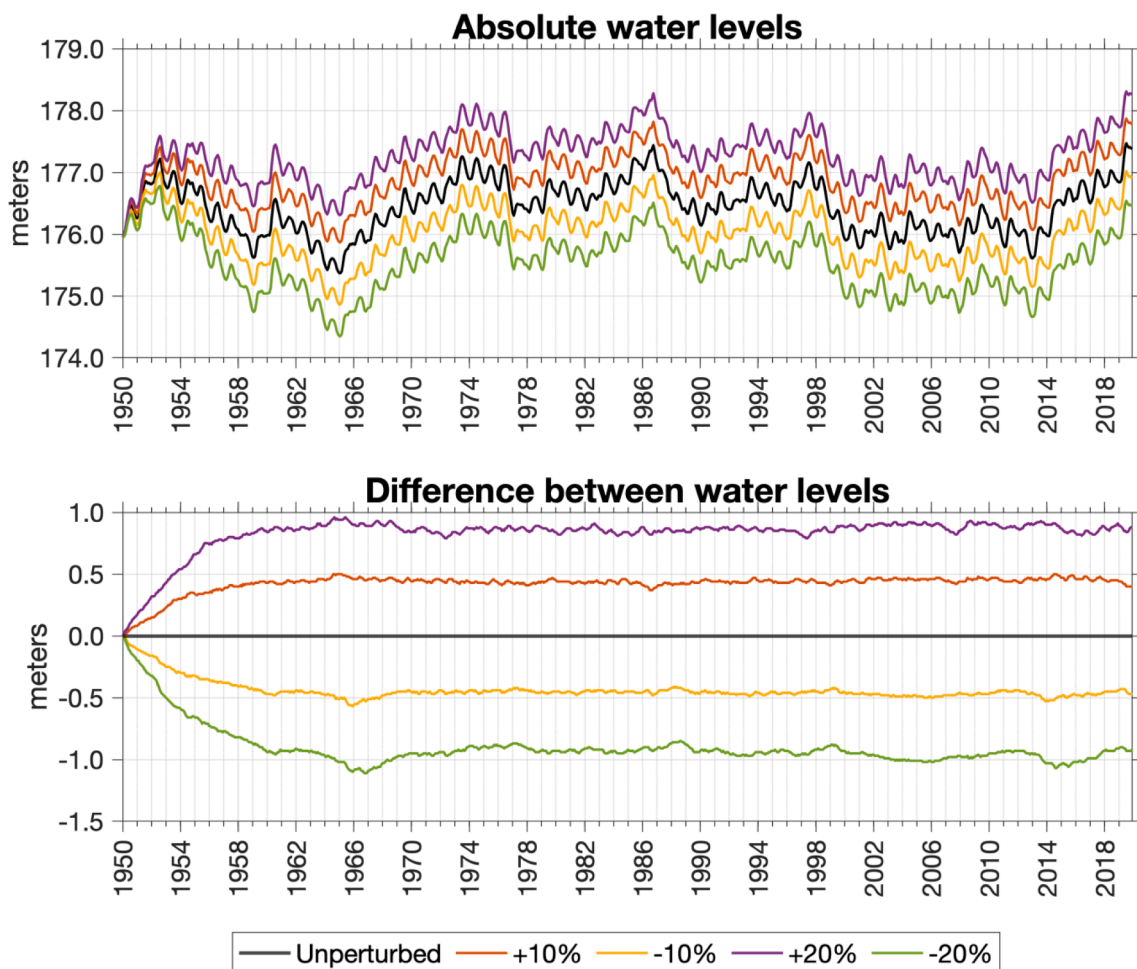 Absolute water levels
179.0
178.0
177.0
176.0
175.0
174.0
meters
1950 1954 1958 1962 1966 1970 1974 1978 1982 1986 1990 1994 1998 2002 2006 2010 2014 2018
Difference between water levels
1.0
0.5
0.0
-0.5
-1.0
-1.5
meters
1950 1954 1958 1962 1966 1970 1974 1978 1982 1986 1990 1994 1998 2002 2006 2010 2014 2018
Unperturbed +10% -10% +20% -20%